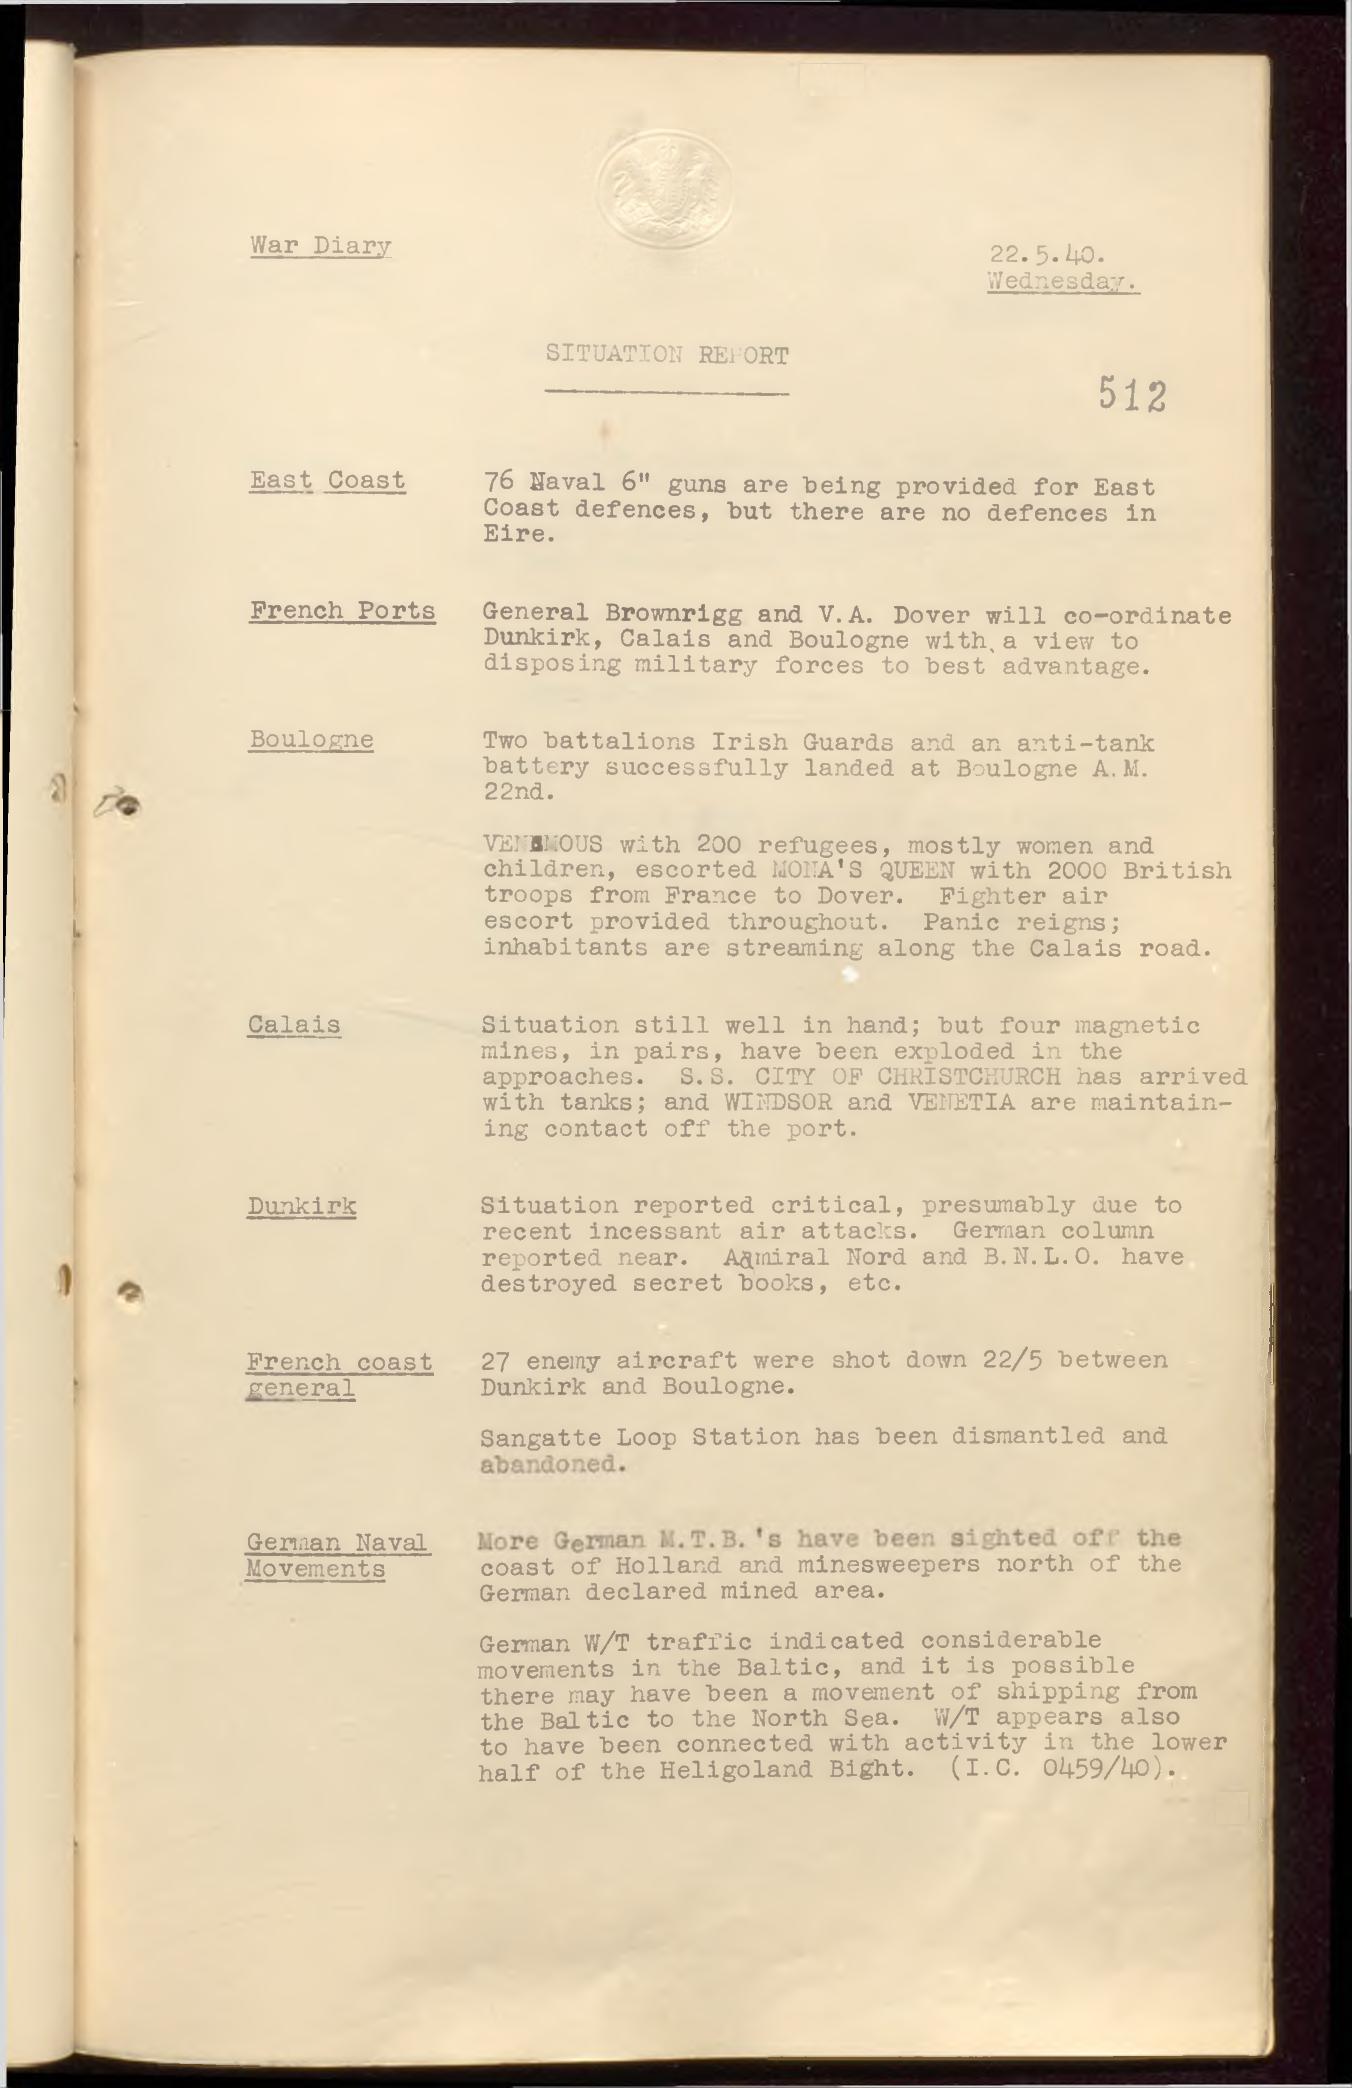 War Diary
22.5.40.
Wednesday.
SITUATION REPORT
512
East Coast
76 Naval 6" guns are being provided for East
Coast defences, but there are no defences in
Eire.
French Ports
General Brownrigg and V.A. Dover will co-ordinate
Dunkirk, Calais and Boulogne with a view to
disposing military forces to best advantage.
Boulogne
Two battalions Irish Guards and an anti-tank
battery successfully landed at Boulogne A.M.
22nd.
VENOMOUS with 200 refugees, mostly women and
children, escorted MONA'S QUEEN with 2000 British
troops from France to Dover. Fighter air
escort provided throughout. Panic reigns;
inhabitants are streaming along the Calais road.
Calais
Situation still well in hand; but four magnetic
mines, in pairs, have been exploded in the
approaches. S.S. CITY OF CHRISTCHURCH has arrived
with tanks; and WINDSOR and VENETIA are maintain-
ing contact off the port.
Dunkirk
Situation reported critical, presumably due to
recent incessant air attacks. German column
reported near. Admiral Nord and B.N.L.O. have
destroyed secret books, etc.
French coast
general
27 enemy aircraft were shot down 22/5 between
Dunkirk and Boulogne.
Sangatte Loop Station has been dismantled and
abandoned.
German Naval
Movements
More German M.T.B.'s have been sighted off the
coast of Holland and minesweepers north of the
German declared mined area.
German W/T traffic indicated considerable
movements in the Baltic, and it is possible
there may have been a movement of shipping from
the Baltic to the North Sea. W/T appears also
to have been connected with activity in the lower
half of the Heligoland Bight. (I.C. 0459/40).